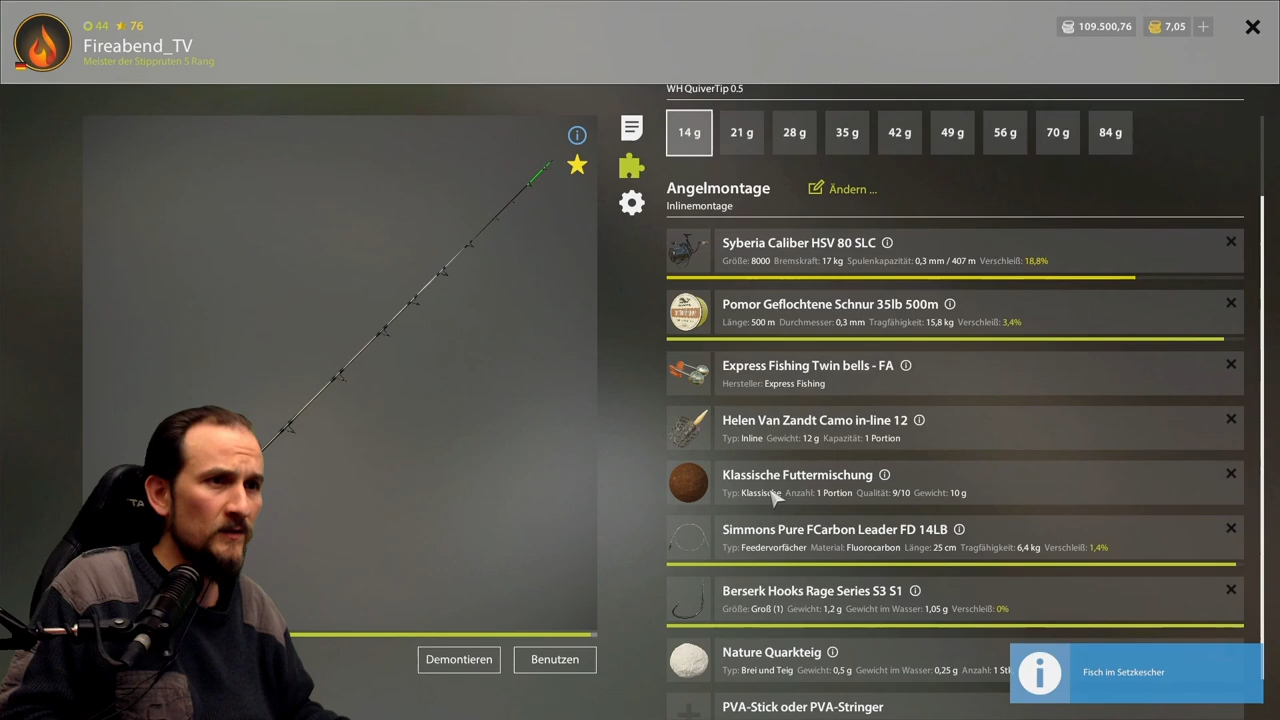 44 76
Fireabend_TV
Meister der Stippruten 5 Rang
109.500,76 7,05
WH QuiverTip 0.5
14 g 21 g 28 g 35 g 42 g 49 g 56 g 70 g 84 g
Angelmontage Ändern ...
Inlinemontage
Syberia Caliber HSV 80 SLC
Größe: 8000 Bremskraft: 17 kg Spulenkapazität: 0,3 mm / 407 m Verschleiß: 18,8%
Pomor Geflochtene Schnur 35lb 500m
Länge: 500 m Durchmesser: 0,3 mm Tragfähigkeit: 15,8 kg Verschleiß: 3,4%
Express Fishing Twin bells - FA
Hersteller: Express Fishing
Helen Van Zandt Camo in-line 12
Typ: Inline Gewicht: 12 g Kapazität: 1 Portion
Klassische Futtermischung
Typ: Klassische Anzahl: 1 Portion Qualität: 9/10 Gewicht: 10 g
Simmons Pure FCarbon Leader FD 14LB
Typ: Feedervorfächer Material: Fluorocarbon Länge: 25 cm Tragfähigkeit: 6,4 kg Verschleiß: 1,4%
Berserk Hooks Rage Series S3 S1
Größe: Groß (1) Gewicht: 1,2 g Gewicht im Wasser: 1,05 g Verschleiß: 0%
Nature Quarkteig
Typ: Brei und Teig Gewicht: 0,5 g Gewicht im Wasser: 0,25 g Anzahl: 1
PVA-Stick oder PVA-Stringer
Demontieren Benutzen
Fisch im Setzkescher